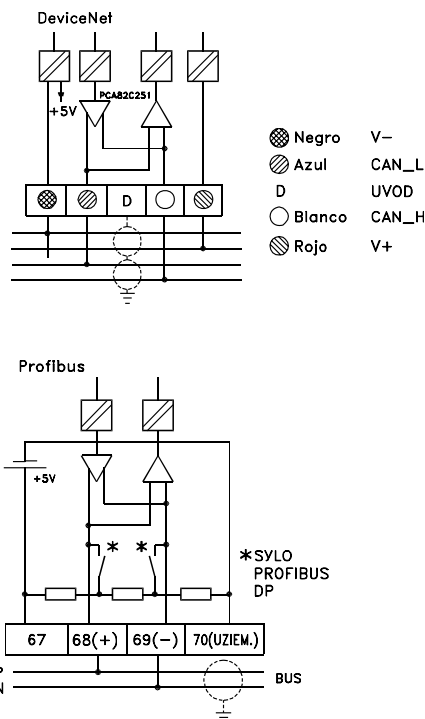 DeviceNet
PCA82C251
+5V
Negro V-
Azul CAN_L
D UVOD
Blanco CAN_H
Rojo V+
D
Profibus
+5V
* *
*SYLO
PROFIBUS
DP
67 68(+) 69(-) 70(UZIEM.)
BUS